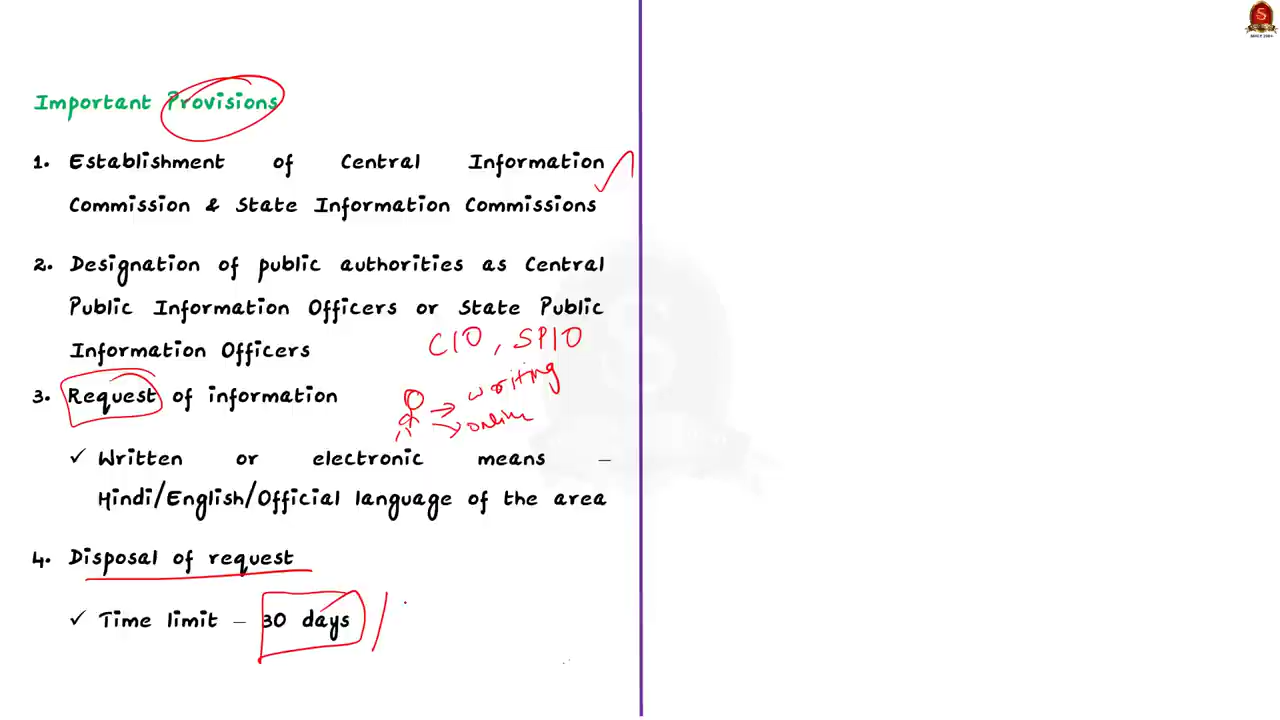 Important Provisions
1. Establishment of Central Information
Commission & State Information Commissions
2. Designation of public authorities as Central
Public Information Officers or State Public
Information Officers
CIO, SPIO
3. Request of information
writing
online
✓ Written or electronic means –
Hindi/English/Official language of the area
4. Disposal of request
✓ Time limit – 30 days
S
SINCE 2004